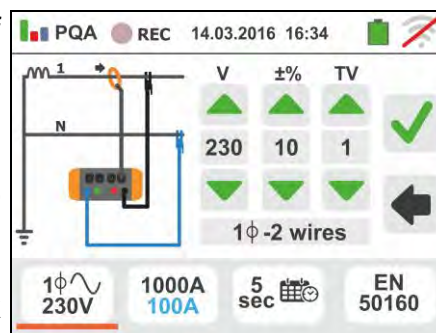 PQA REC 14.03.2016 16:34
V ±% TV
1
N
230 10 1
1ϕ -2 wires
1ϕ 230V
1000A 100A
5 sec
EN 50160